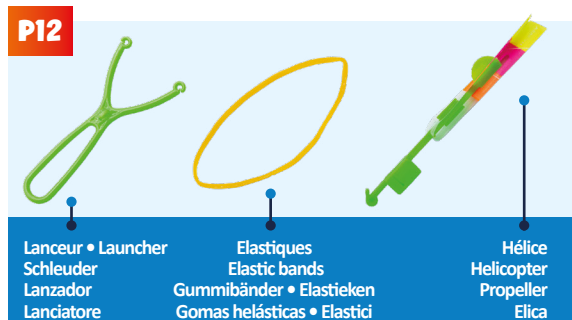 P12
Lanceur • Launcher
Schleuder
Lanzador
Lanciatore
Elastiques
Elastic bands
Gummibänder • Elastieken
Gomas helásticas • Elastici
Hélice
Helicopter
Propeller
Elica